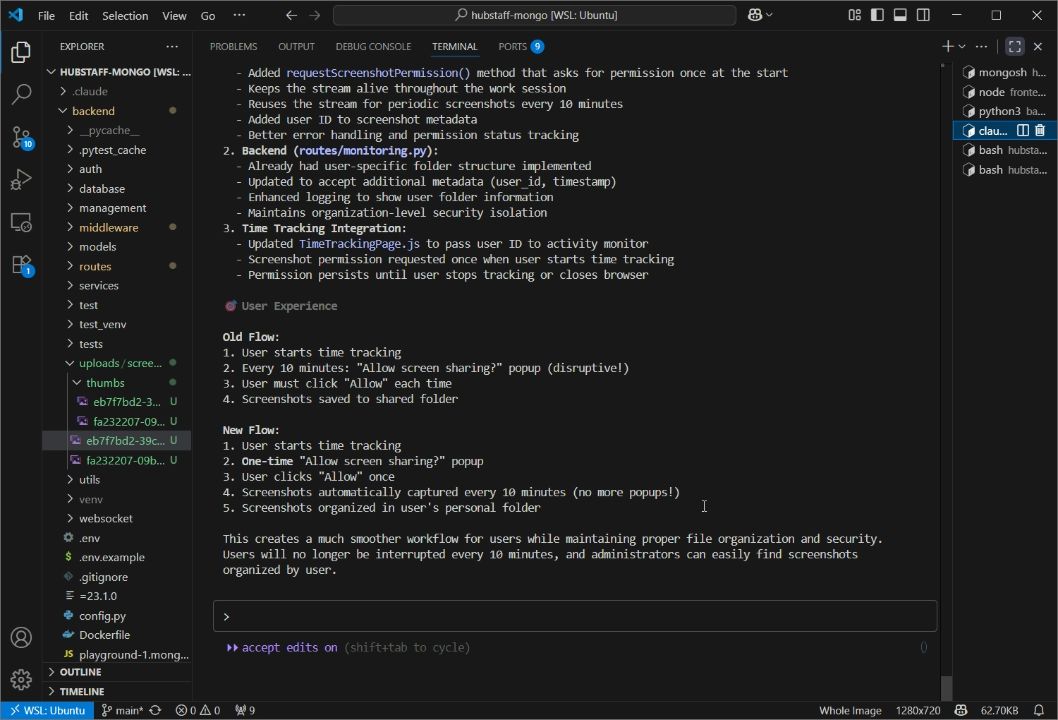 File Edit Selection View Go ··· hubstaff-mongo [WSL: Ubuntu]
EXPLORER ···
HUBSTAFF-MONGO [WSL: ...
.claude
backend
__pycache__
.pytest_cache
auth
database
management
middleware
models
routes
services
test
test_venv
tests
uploads/scree...
thumbs
eb7f7bd2-3... U
fa232207-09... U
eb7f7bd2-39c... U
fa232207-09b... U
utils
venv
websocket
.env
$ .env.example
.gitignore
=23.1.0
config.py
Dockerfile
JS playground-1.mong...
OUTLINE
TIMELINE
10
1
PROBLEMS OUTPUT DEBUG CONSOLE TERMINAL PORTS 9
- Added requestScreenshotPermission() method that asks for permission once at the start
- Keeps the stream alive throughout the work session
- Reuses the stream for periodic screenshots every 10 minutes
- Added user ID to screenshot metadata
- Better error handling and permission status tracking
2. Backend (routes/monitoring.py):
- Already had user-specific folder structure implemented
- Updated to accept additional metadata (user_id, timestamp)
- Enhanced logging to show user folder information
- Maintains organization-level security isolation
3. Time Tracking Integration:
- Updated TimeTrackingPage.js to pass user ID to activity monitor
- Screenshot permission requested once when user starts time tracking
- Permission persists until user stops tracking or closes browser
🎯 User Experience
Old Flow:
1. User starts time tracking
2. Every 10 minutes: "Allow screen sharing?" popup (disruptive!)
3. User must click "Allow" each time
4. Screenshots saved to shared folder
New Flow:
1. User starts time tracking
2. One-time "Allow screen sharing?" popup
3. User clicks "Allow" once
4. Screenshots automatically captured every 10 minutes (no more popups!)
5. Screenshots organized in user's personal folder
This creates a much smoother workflow for users while maintaining proper file organization and security.
Users will no longer be interrupted every 10 minutes, and administrators can easily find screenshots
organized by user.
>
accept edits on (shift+tab to cycle)
mongosh h...
node fronte...
python3 ba...
clau...
bash hubsta...
bash hubsta...
WSL: Ubuntu main* 0 0 9 Whole Image 1280x720 62.70KB